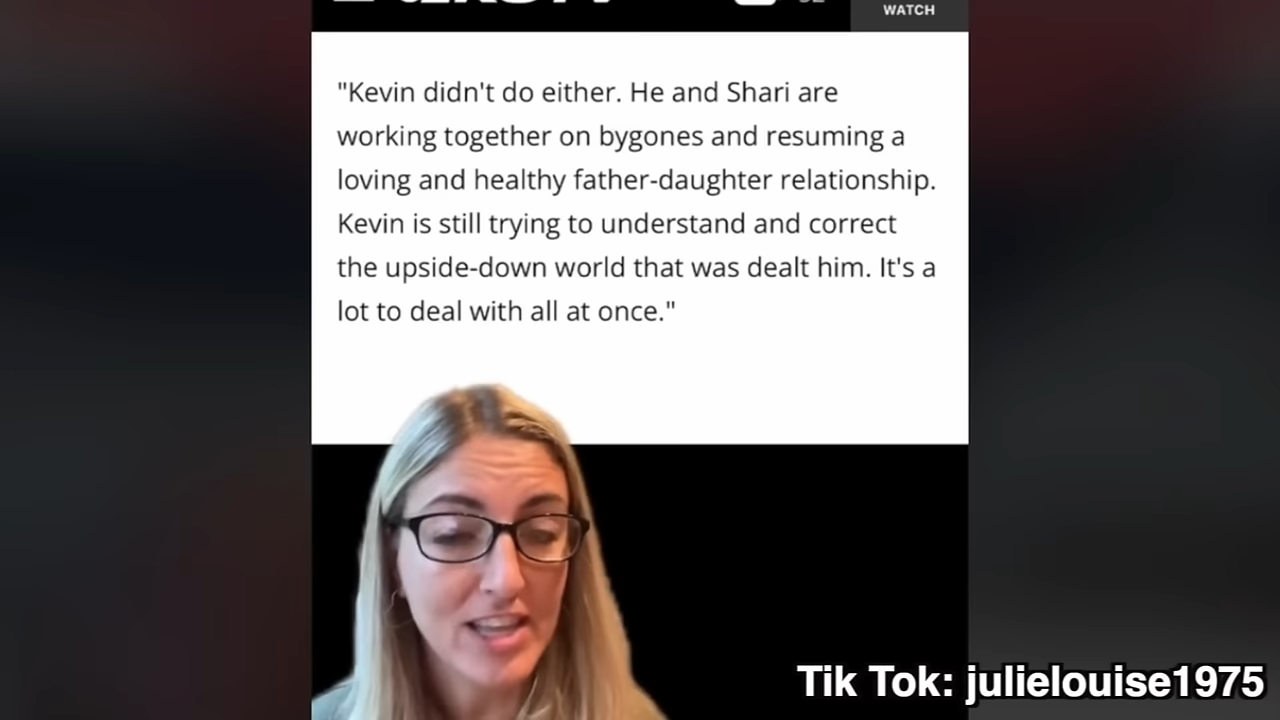 WATCH
"Kevin didn't do either. He and Shari are
working together on bygones and resuming a
loving and healthy father-daughter relationship.
Kevin is still trying to understand and correct
the upside-down world that was dealt him. It's a
lot to deal with all at once."
Tik Tok: julielouise1975